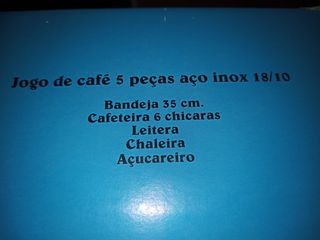 Jogo de café 5 peças aço inox 18/10
Bandeja 35 cm.
Cafeteira 6 chicaras
Leitera
Chaleira
Açucareiro